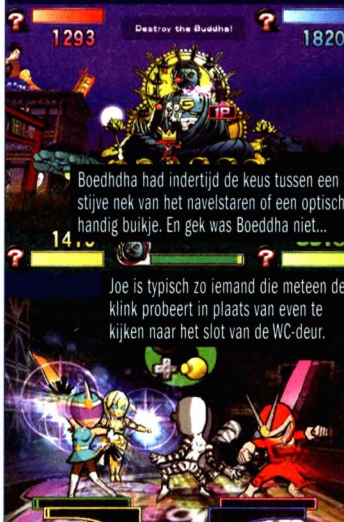 ?
?
1293
Destroy the Buddha!
1820
1P
Boedhdha had indertijd de keus tussen een
stijve nek van het navelstaren of een optisch
handig buikje. En gek was Boeddha niet...
?
?
Joe is typisch zo iemand die meteen de
klink probeert in plaats van even te
kijken naar het slot van de WC-deur.